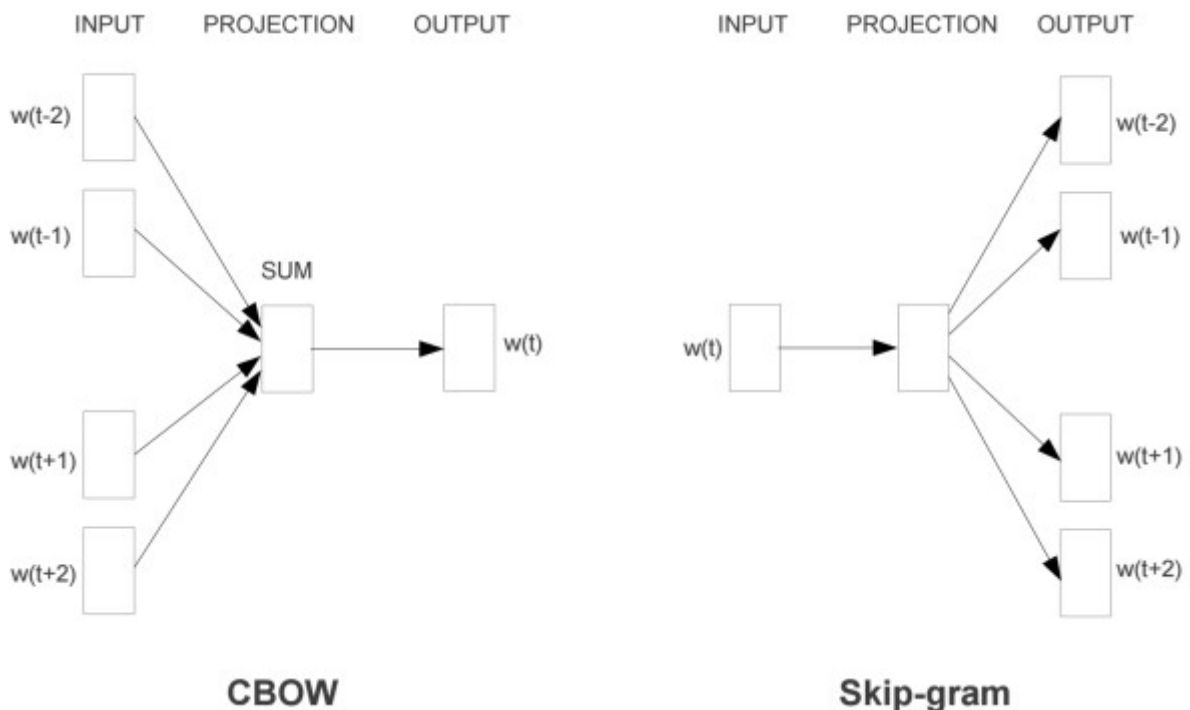 INPUT PROJECTION OUTPUT
w(t-2)
w(t-1)
SUM
w(t)
w(t+1)
w(t+2)
CBOW
INPUT PROJECTION OUTPUT
w(t-2)
w(t-1)
w(t)
w(t+1)
w(t+2)
Skip-gram